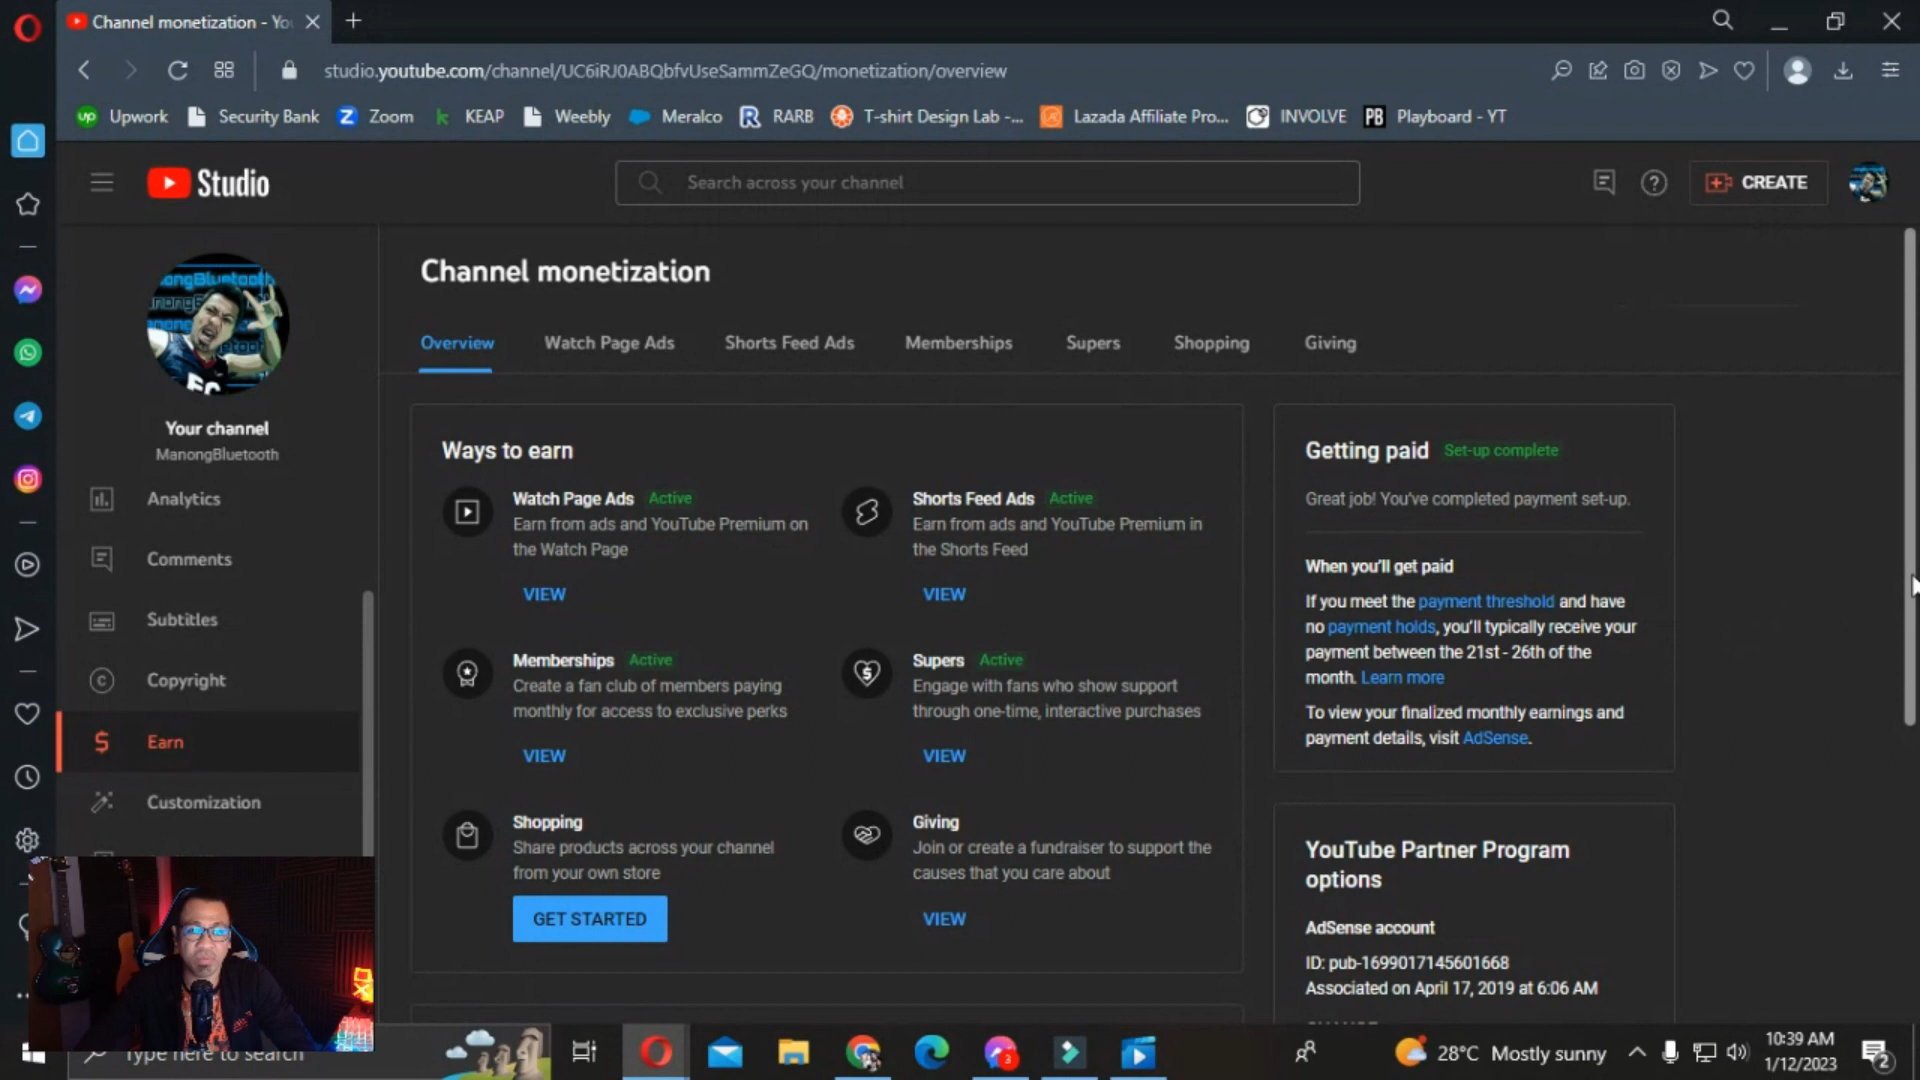 Channel monetization - Yo
studio.youtube.com/channel/UC6iRJ0ABQbfvUseSammZeGQ/monetization/overview
up Upwork Security Bank Z Zoom k KEAP Weebly Meralco R RARB T-shirt Design Lab -... Lazada Affiliate Pro... INVOLVE PB Playboard - YT
Studio
Search across your channel
CREATE
Your channel
ManongBluetooth
Analytics
Comments
Subtitles
Copyright
Earn
Customization
Channel monetization
Overview Watch Page Ads Shorts Feed Ads Memberships Supers Shopping Giving
Ways to earn
Watch Page Ads Active
Earn from ads and YouTube Premium on
the Watch Page
VIEW
Shorts Feed Ads Active
Earn from ads and YouTube Premium in
the Shorts Feed
VIEW
Memberships Active
Create a fan club of members paying
monthly for access to exclusive perks
VIEW
Supers Active
Engage with fans who show support
through one-time, interactive purchases
VIEW
Shopping
Share products across your channel
from your own store
GET STARTED
Giving
Join or create a fundraiser to support the
causes that you care about
VIEW
Getting paid Set-up complete
Great job! You've completed payment set-up.
When you'll get paid
If you meet the payment threshold and have
no payment holds, you'll typically receive your
payment between the 21st - 26th of the
month. Learn more
To view your finalized monthly earnings and
payment details, visit AdSense.
YouTube Partner Program
options
AdSense account
ID: pub-1699017145601668
Associated on April 17, 2019 at 6:06 AM
Type here to search
3
28°C Mostly sunny
10:39 AM
1/12/2023
2